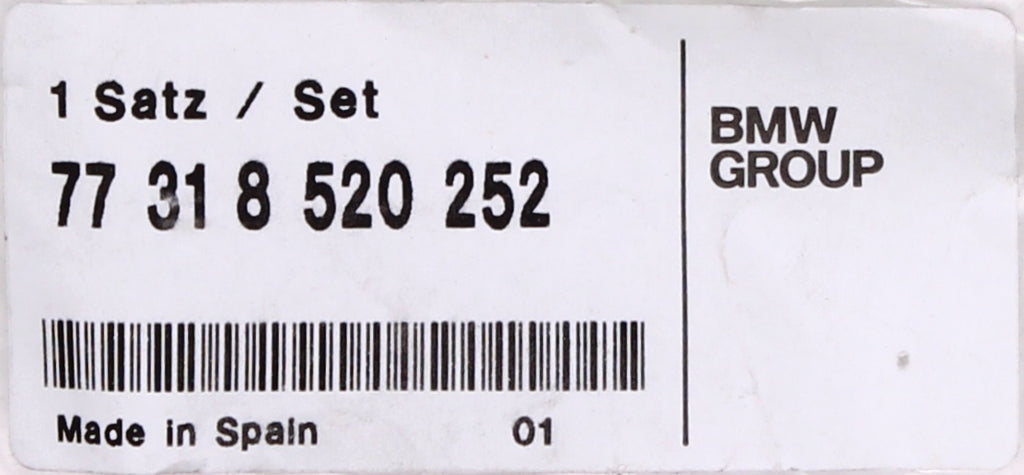 1 Satz / Set
77 31 8 520 252
Made in Spain 01
BMW
GROUP